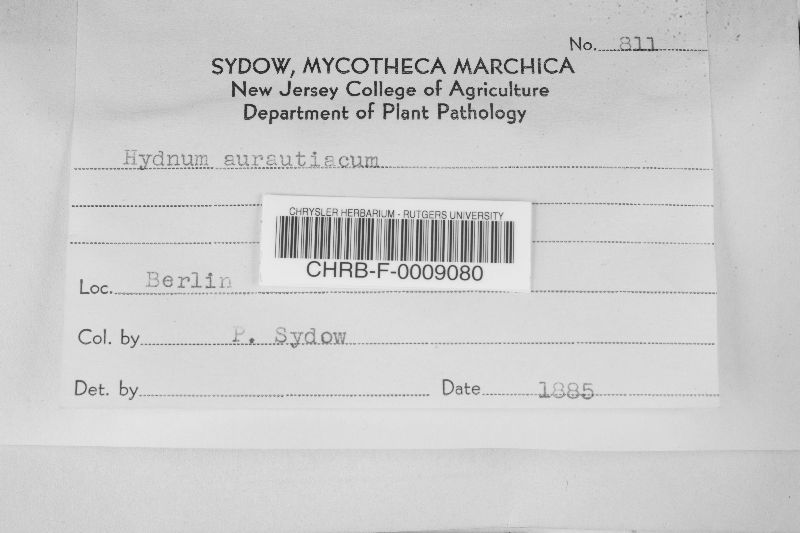 No. 811
SYDOW, MYCOTHECA MARCHICA
New Jersey College of Agriculture
Department of Plant Pathology
Hydnum aurautiacum
CHRYSLER HERBARIUM - RUTGERS UNIVERSITY
CHRB-F-0009080
Loc. Berlin
Col. by P. Sydow
Det. by Date 1885